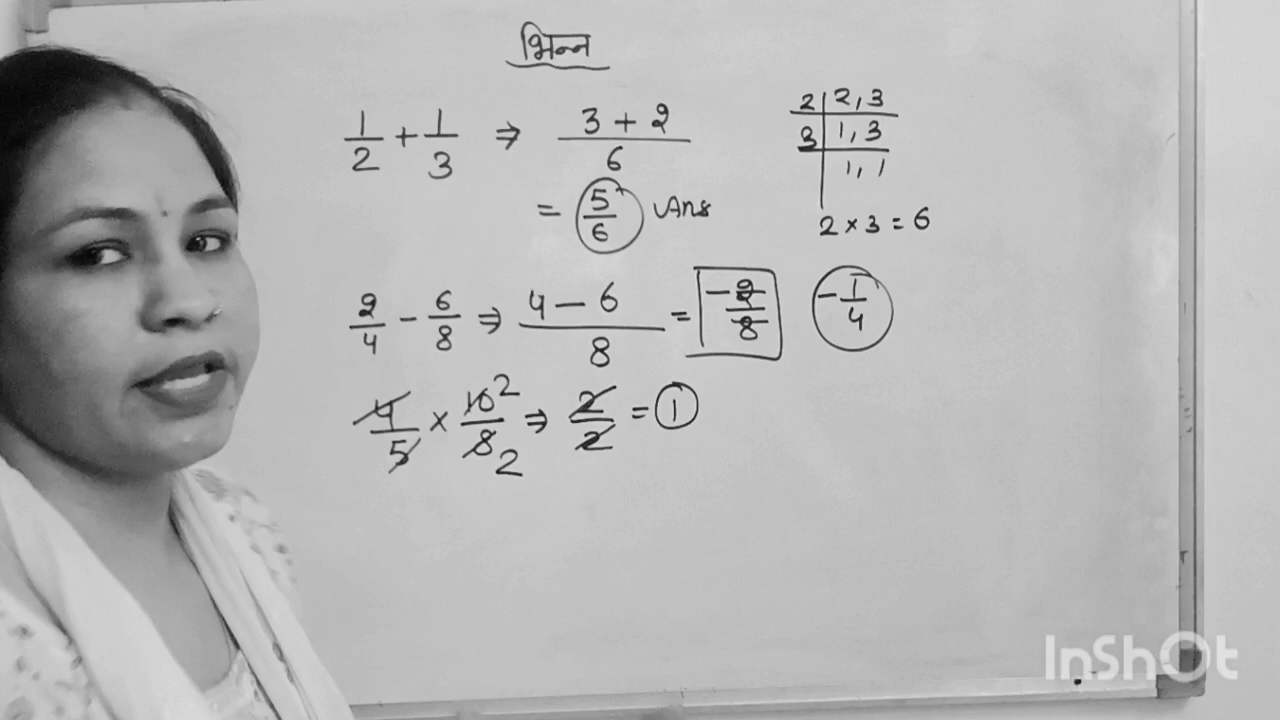 भिन्न
1/2 + 1/3 ⇒ (3 + 2)/6
= 5/6 Ans
2 | 2, 3
3 | 1, 3
1, 1
2 × 3 = 6
2/4 - 6/8 ⇒ (4 - 6)/8 = -2/8 -1/4
4/5 × 10/8 2 2 ⇒ 2/2 = 1
InShOt